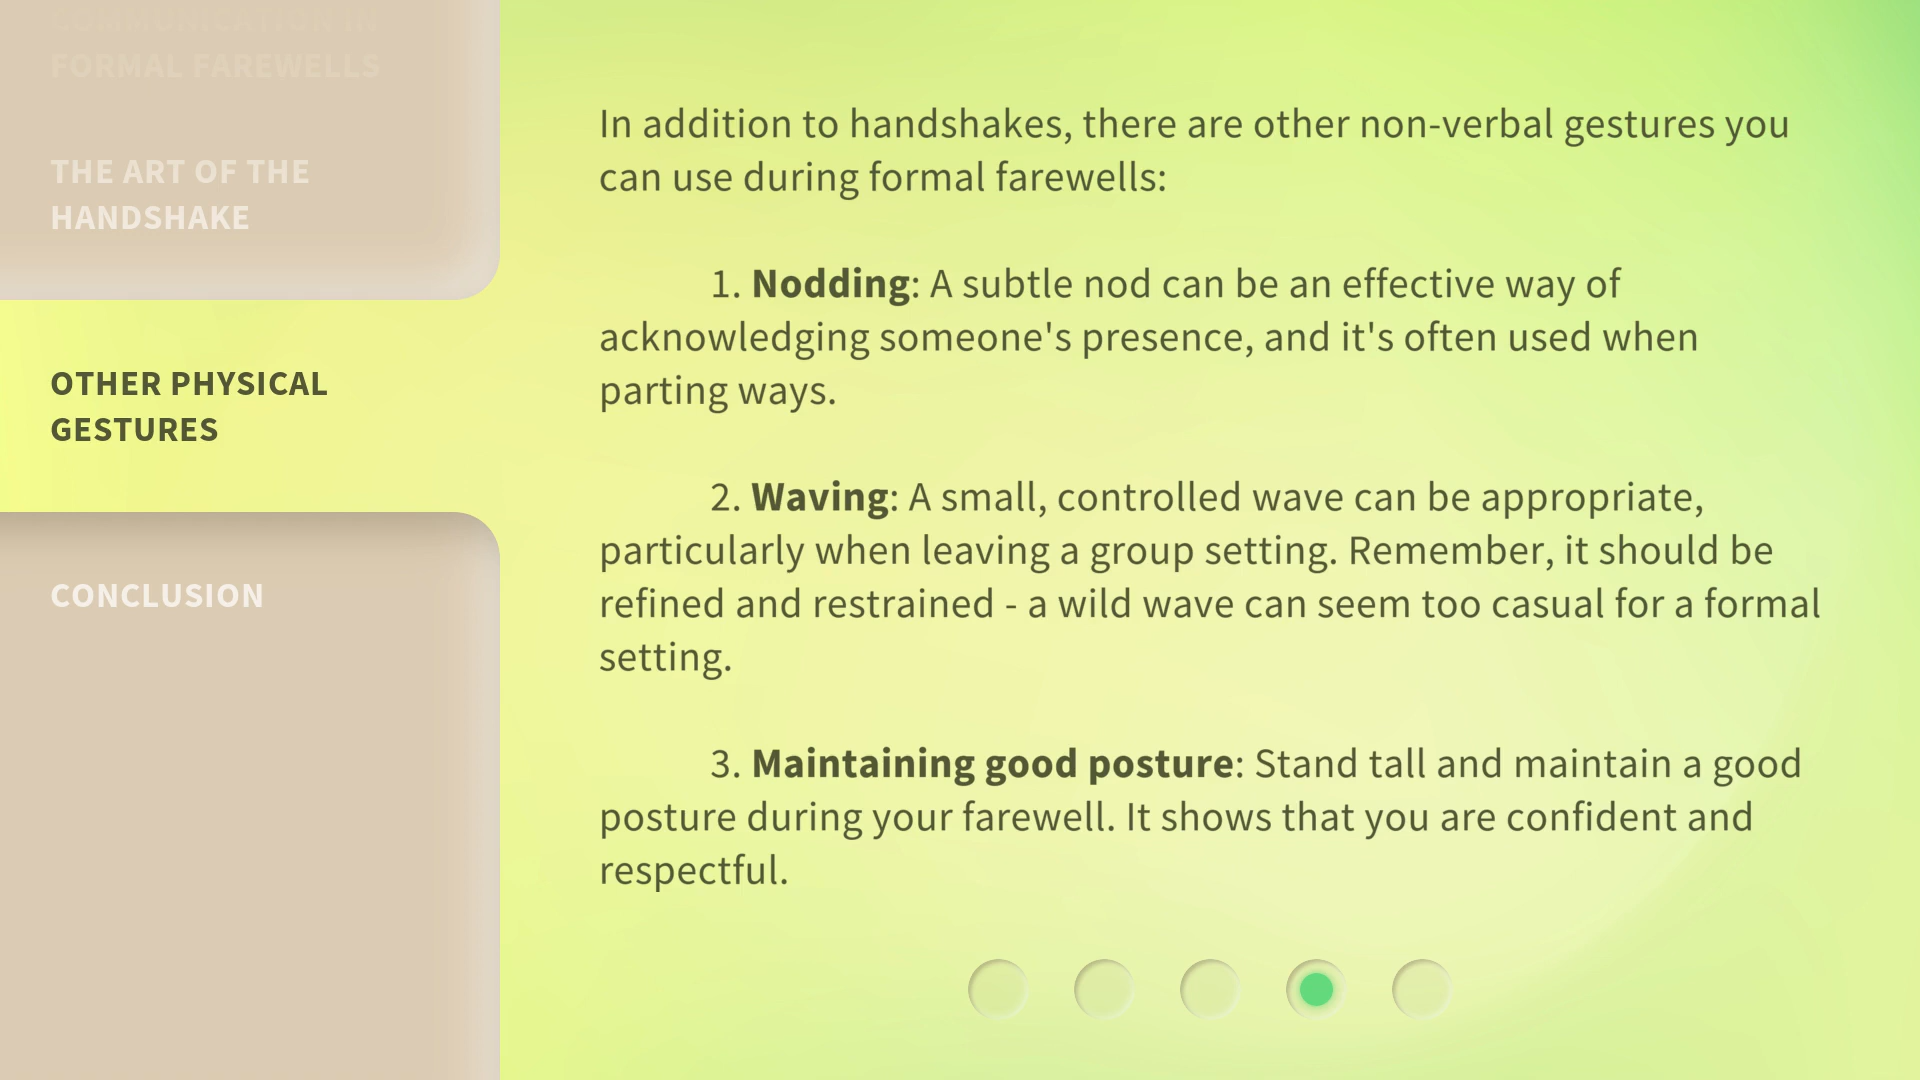 COMMUNICATION IN
FORMAL FAREWELLS
THE ART OF THE
HANDSHAKE
OTHER PHYSICAL
GESTURES
CONCLUSION
In addition to handshakes, there are other non-verbal gestures you
can use during formal farewells:
1. Nodding: A subtle nod can be an effective way of
acknowledging someone's presence, and it's often used when
parting ways.
2. Waving: A small, controlled wave can be appropriate,
particularly when leaving a group setting. Remember, it should be
refined and restrained - a wild wave can seem too casual for a formal
setting.
3. Maintaining good posture: Stand tall and maintain a good
posture during your farewell. It shows that you are confident and
respectful.